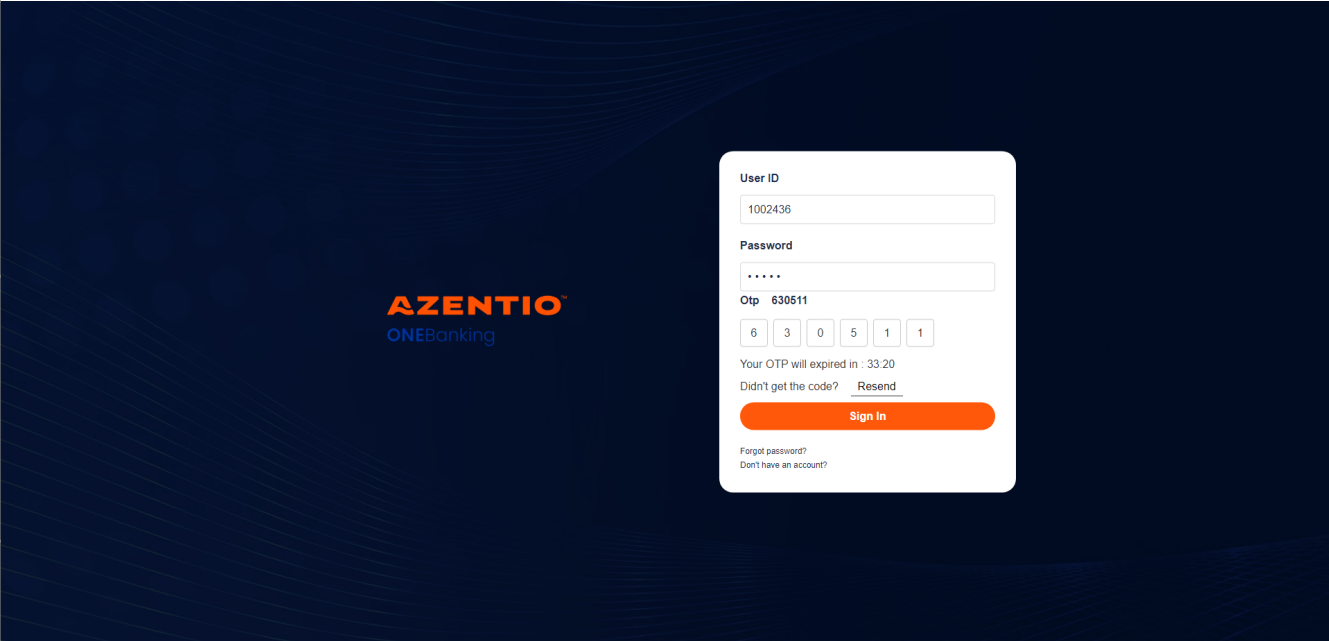 AZENTIO™
ONEBanking
User ID
1002436
Password
•••••
Otp 630511
6 3 0 5 1 1
Your OTP will expired in : 33:20
Didn't get the code? Resend
Sign In
Forgot password?
Don't have an account?